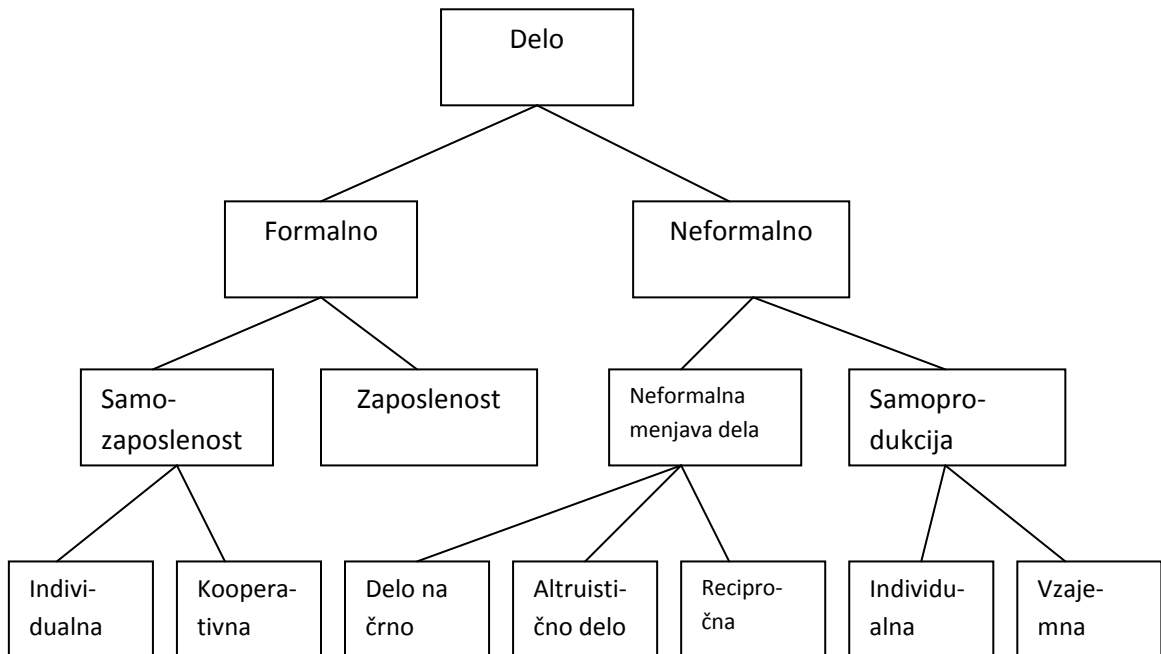 Delo
Formalno
Neformalno
Samo-
zaposlenost
Zaposlenost
Neformalna
menjava dela
Samopro-
dukcija
Indivi-
dualna
Koopera-
tivna
Delo na
črno
Altruisti-
čno delo
Recipro-
čna
Individu-
alna
Vzaje-
mna